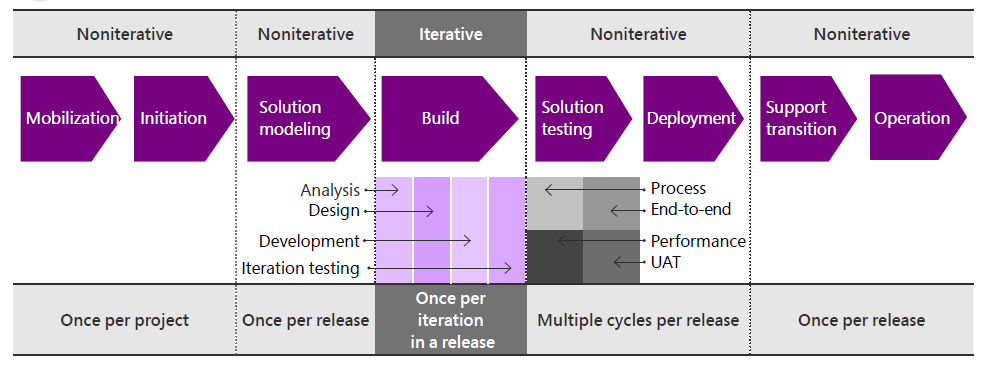 Noniterative
Noniterative
Iterative
Noniterative
Noniterative
Mobilization
Initiation
Solution
modeling
Build
Solution
testing
Deployment
Support
transition
Operation
Analysis
Design
Development
Iteration testing
Process
End-to-end
Performance
UAT
Once per project
Once per release
Once per
iteration
in a release
Multiple cycles per release
Once per release